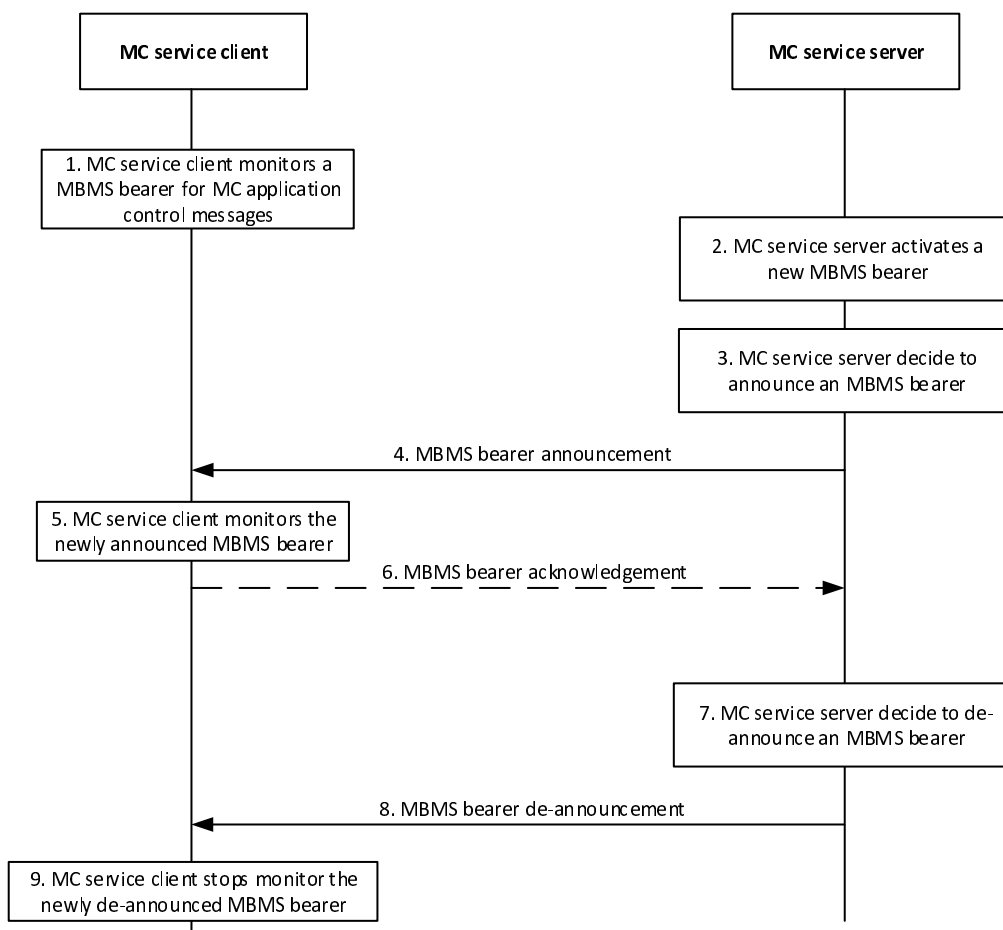 MC service client
MC service server
1. MC service client monitors a
MBMS bearer for MC application
control messages
2. MC service server activates a
new MBMS bearer
3. MC service server decide to
announce an MBMS bearer
4. MBMS bearer announcement
5. MC service client monitors the
newly announced MBMS bearer
6. MBMS bearer acknowledgement
7. MC service server decide to de-
announce an MBMS bearer
8. MBMS bearer de-announcement
9. MC service client stops monitor the
newly de-announced MBMS bearer